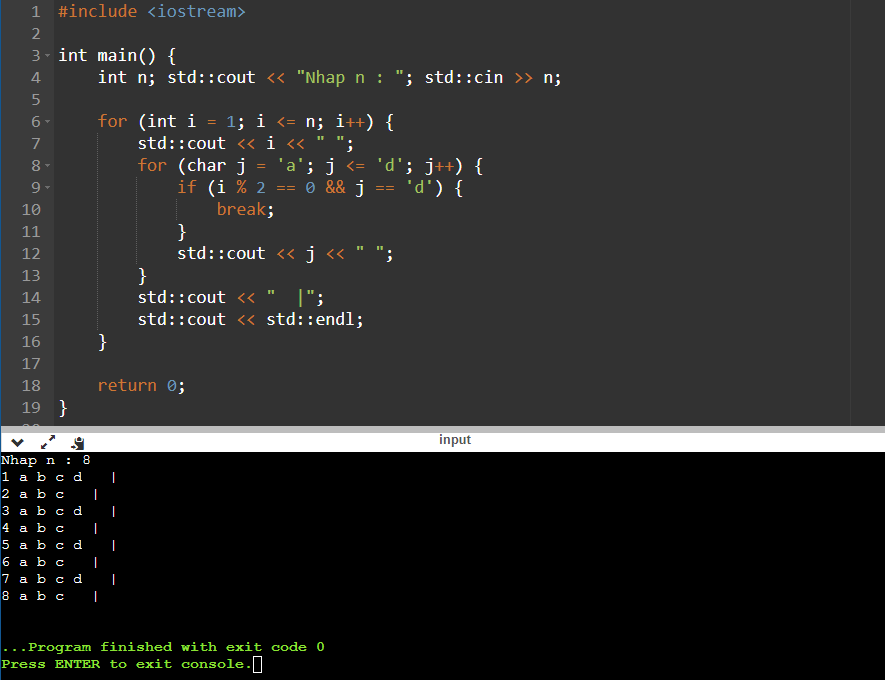 1 #include <iostream>
2
3 int main() {
4     int n; std::cout << "Nhap n : "; std::cin >> n;
5
6     for (int i = 1; i <= n; i++) {
7         std::cout << i << " ";
8         for (char j = 'a'; j <= 'd'; j++) {
9             if (i % 2 == 0 && j == 'd') {
10                 break;
11             }
12             std::cout << j << " ";
13         }
14         std::cout << "  |";
15         std::cout << std::endl;
16     }
17
18     return 0;
19 }
20
input
Nhap n : 8
1 a b c d   |
2 a b c   |
3 a b c d   |
4 a b c   |
5 a b c d   |
6 a b c   |
7 a b c d   |
8 a b c   |
...Program finished with exit code 0
Press ENTER to exit console.